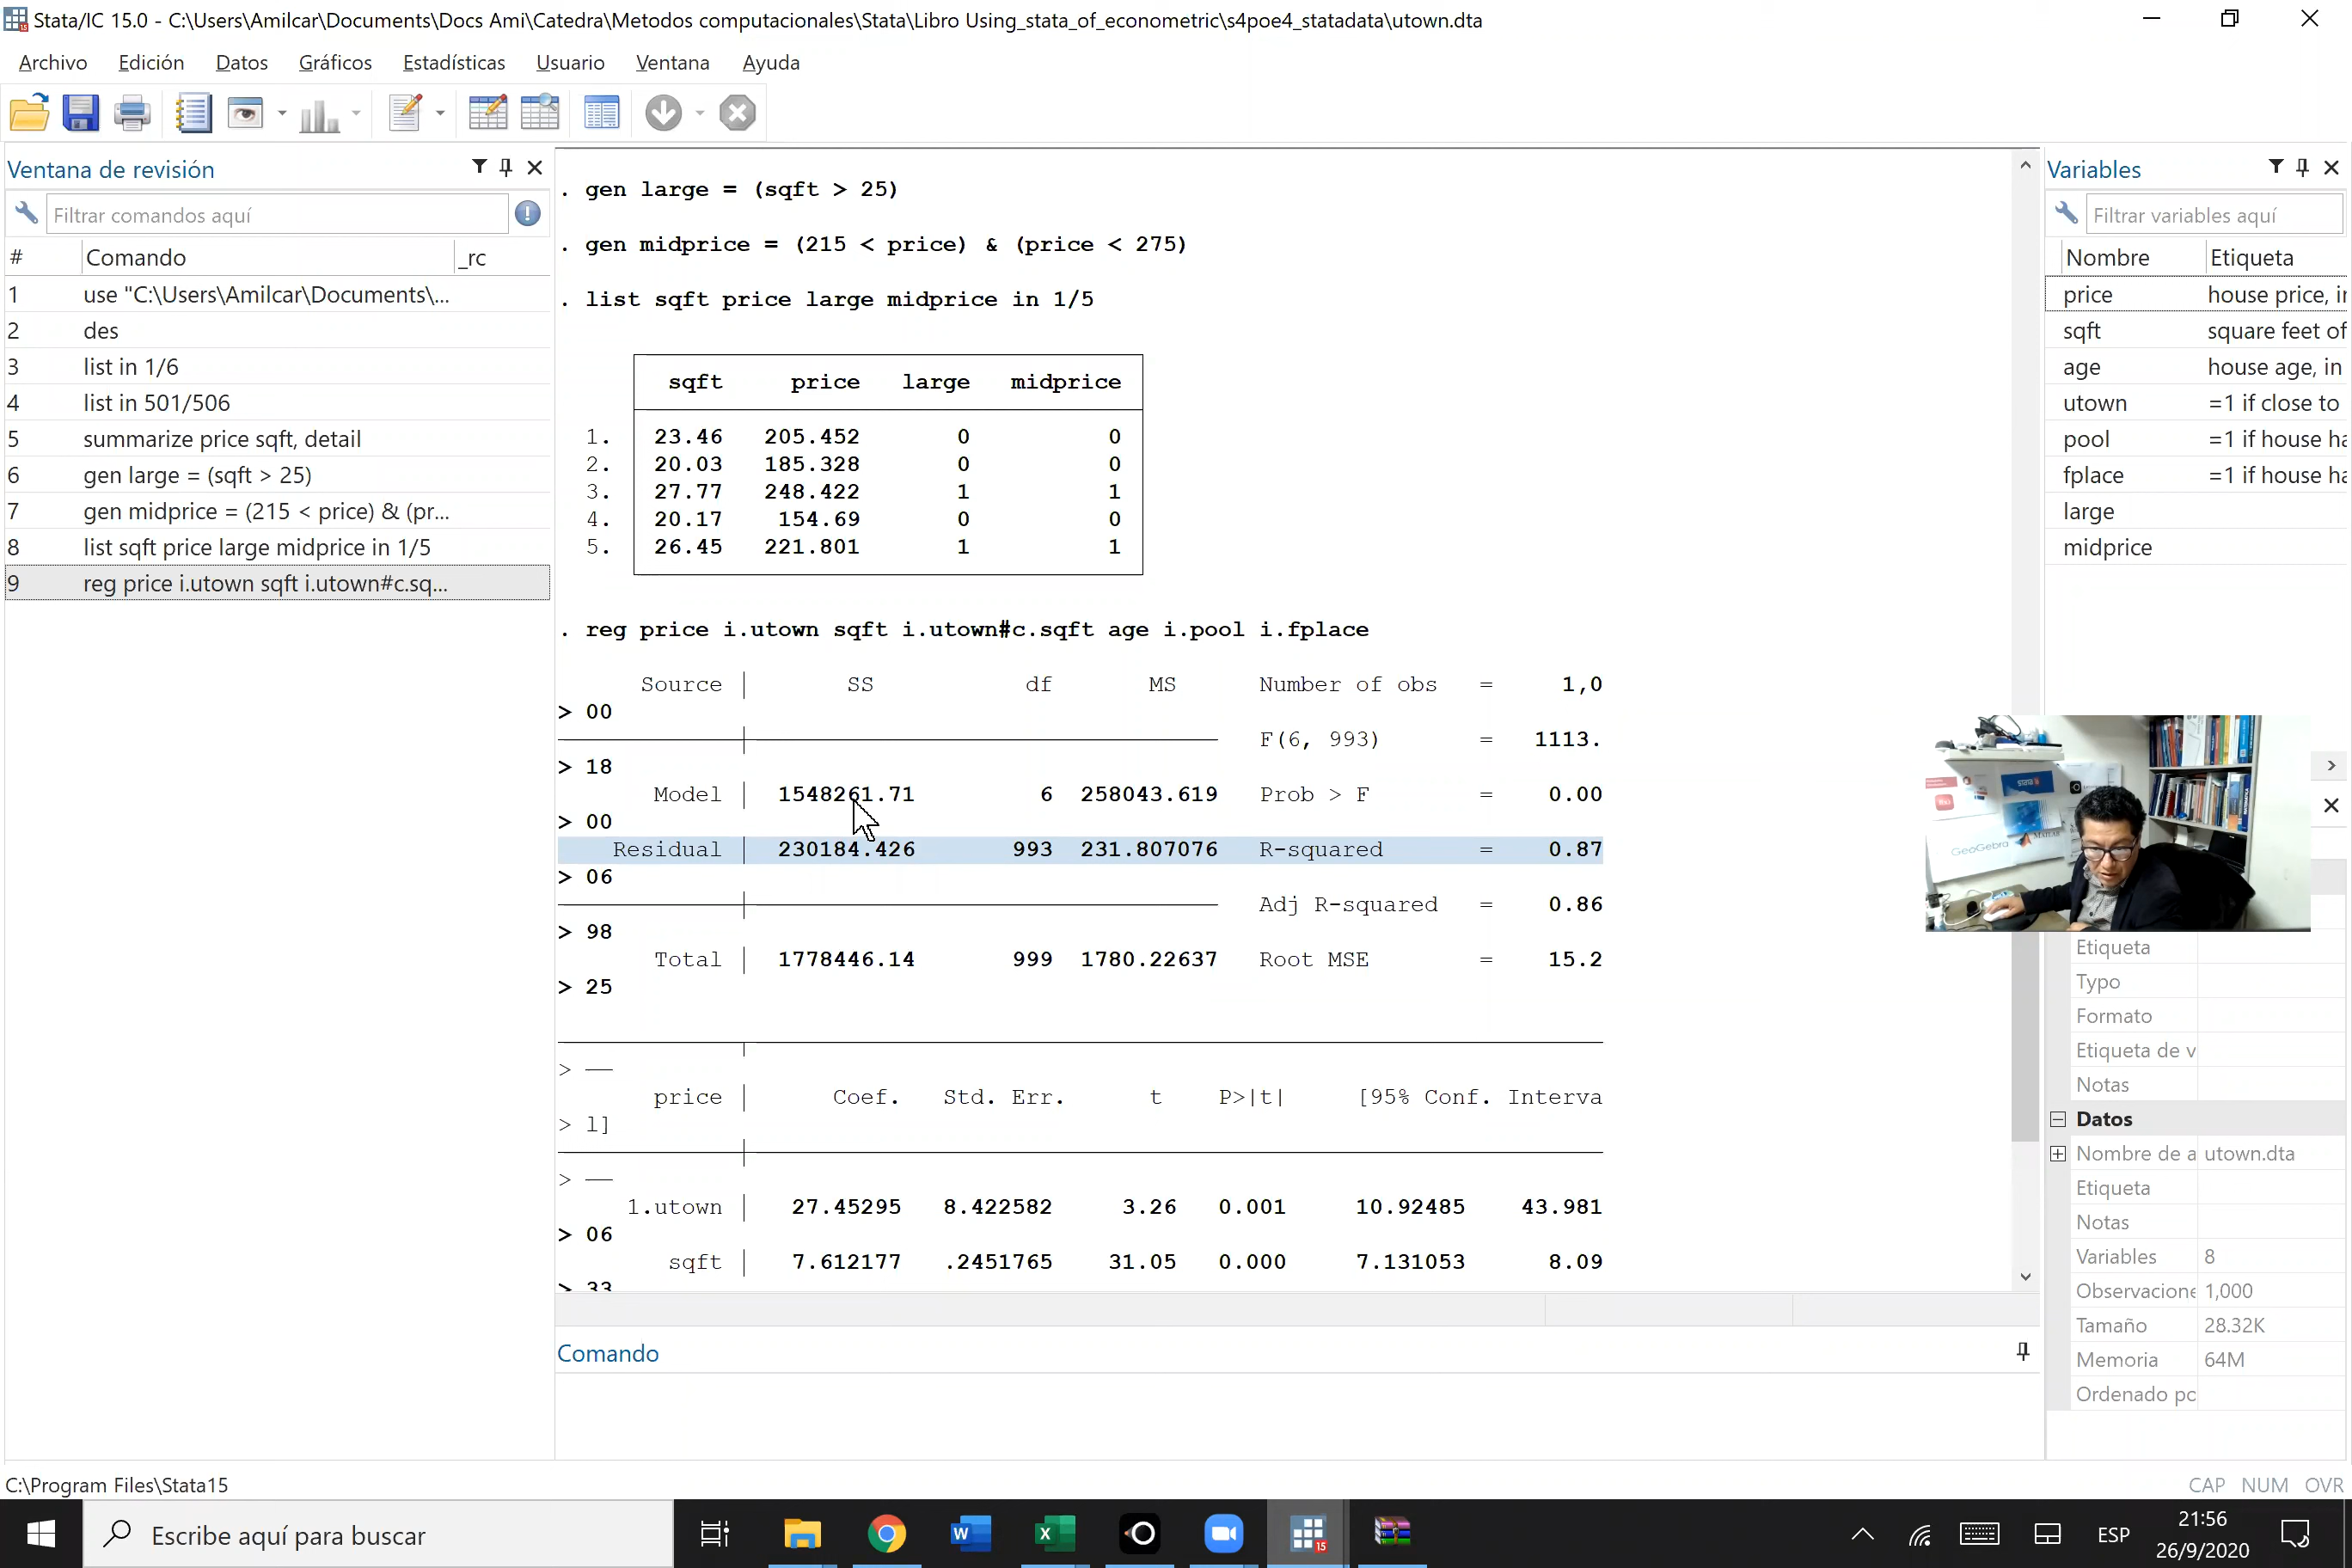 Stata/IC 15.0 - C:\Users\Amilcar\Documents\Docs Ami\Catedra\Metodos computacionales\Stata\Libro Using_stata_of_econometric\s4poe4_statadata\utown.dta
Archivo Edición Datos Gráficos Estadísticas Usuario Ventana Ayuda
Ventana de revisión
Filtrar comandos aquí
# Comando _rc
1 use "C:\Users\Amilcar\Documents\...
2 des
3 list in 1/6
4 list in 501/506
5 summarize price sqft, detail
6 gen large = (sqft > 25)
7 gen midprice = (215 < price) & (pr...
8 list sqft price large midprice in 1/5
9 reg price i.utown sqft i.utown#c.sq...
. gen large = (sqft > 25)
. gen midprice = (215 < price) & (price < 275)
. list sqft price large midprice in 1/5
sqft price large midprice
1. 23.46 205.452 0 0
2. 20.03 185.328 0 0
3. 27.77 248.422 1 1
4. 20.17 154.69 0 0
5. 26.45 221.801 1 1
. reg price i.utown sqft i.utown#c.sqft age i.pool i.fplace
Source SS df MS Number of obs = 1,0
> 00
F(6, 993) = 1113.
> 18
Model 1548261.71 6 258043.619 Prob > F = 0.00
> 00
Residual 230184.426 993 231.807076 R-squared = 0.87
> 06
Adj R-squared = 0.86
> 98
Total 1778446.14 999 1780.22637 Root MSE = 15.2
> 25
>
price Coef. Std. Err. t P>|t| [95% Conf. Interva
> l]
>
1.utown 27.45295 8.422582 3.26 0.001 10.92485 43.981
> 06
sqft 7.612177 .2451765 31.05 0.000 7.131053 8.09
> 33
Comando
Variables
Filtrar variables aquí
Nombre Etiqueta
price house price, in
sqft square feet of
age house age, in
utown =1 if close to
pool =1 if house ha
fplace =1 if house ha
large
midprice
GeoGebra
MATLAB
Etiqueta
Typo
Formato
Etiqueta de v
Notas
Datos
Nombre de a utown.dta
Etiqueta
Notas
Variables 8
Observacione 1,000
Tamaño 28.32K
Memoria 64M
Ordenado po
C:\Program Files\Stata15
CAP NUM OVR
Escribe aquí para buscar
ESP
21:56
26/9/2020